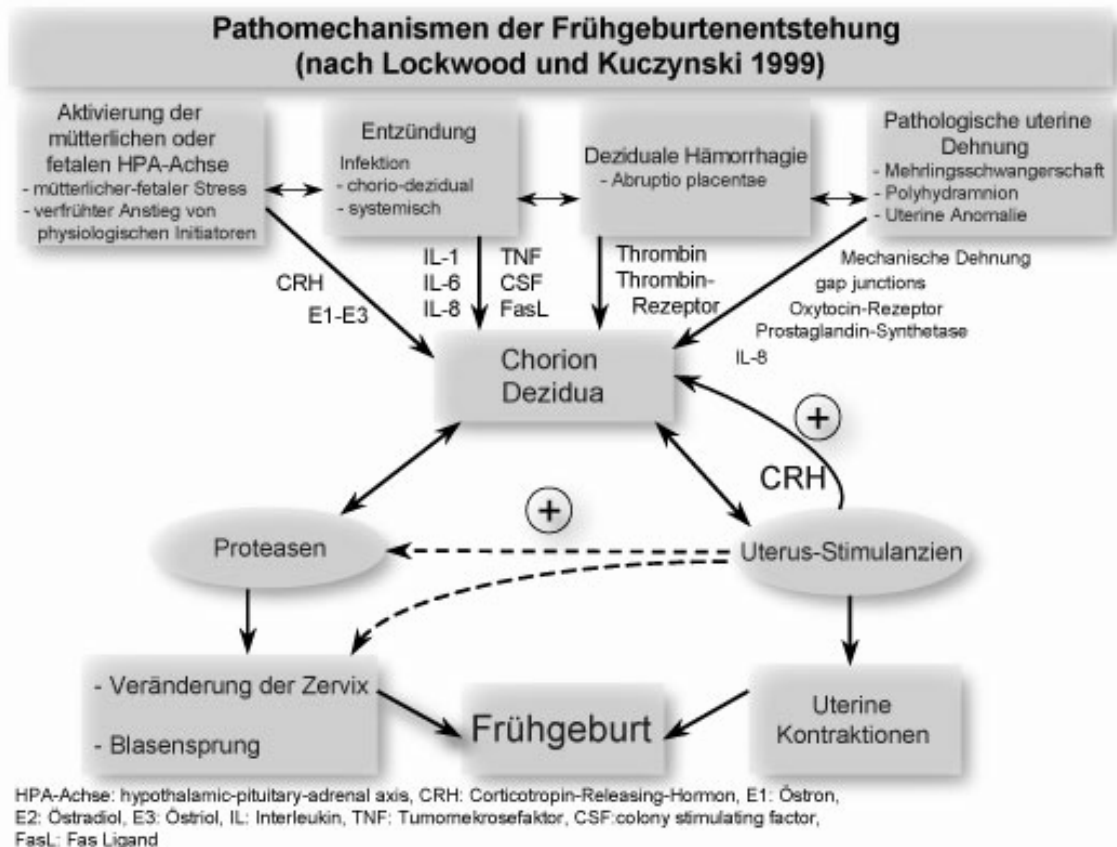 Pathomechanismen der Frühgeburtenentstehung
(nach Lockwood und Kuczynski 1999)
Aktivierung der
mütterlichen oder
fetalen HPA-Achse
- mütterlicher-fetaler Stress
- verfrühter Anstieg von
physiologischen Initiatoren
Entzündung
Infektion
- chorio-dezidual
- systemisch
Deziduale Hämorrhagie
- Abruptio placentae
Pathologische uterine
Dehnung
- Mehrlingsschwangerschaft
- Polyhydramnion
- Uterine Anomalie
CRH
E1-E3
IL-1
IL-6
IL-8
TNF
CSF
FasL
Thrombin
Thrombin-
Rezeptor
Mechanische Dehnung
gap junctions
Oxytocin-Rezeptor
Prostaglandin-Synthetase
IL-8
Chorion
Dezidua
+
CRH
+
Proteasen
Uterus-Stimulanzien
- Veränderung der Zervix
- Blasensprung
Frühgeburt
Uterine
Kontraktionen
HPA-Achse: hypothalamic-pituitary-adrenal axis, CRH: Corticotropin-Releasing-Hormon, E1: Östron,
E2: Östradiol, E3: Östriol, IL: Interleukin, TNF: Tumornekrosefaktor, CSF:colony stimulating factor,
FasL: Fas Ligand